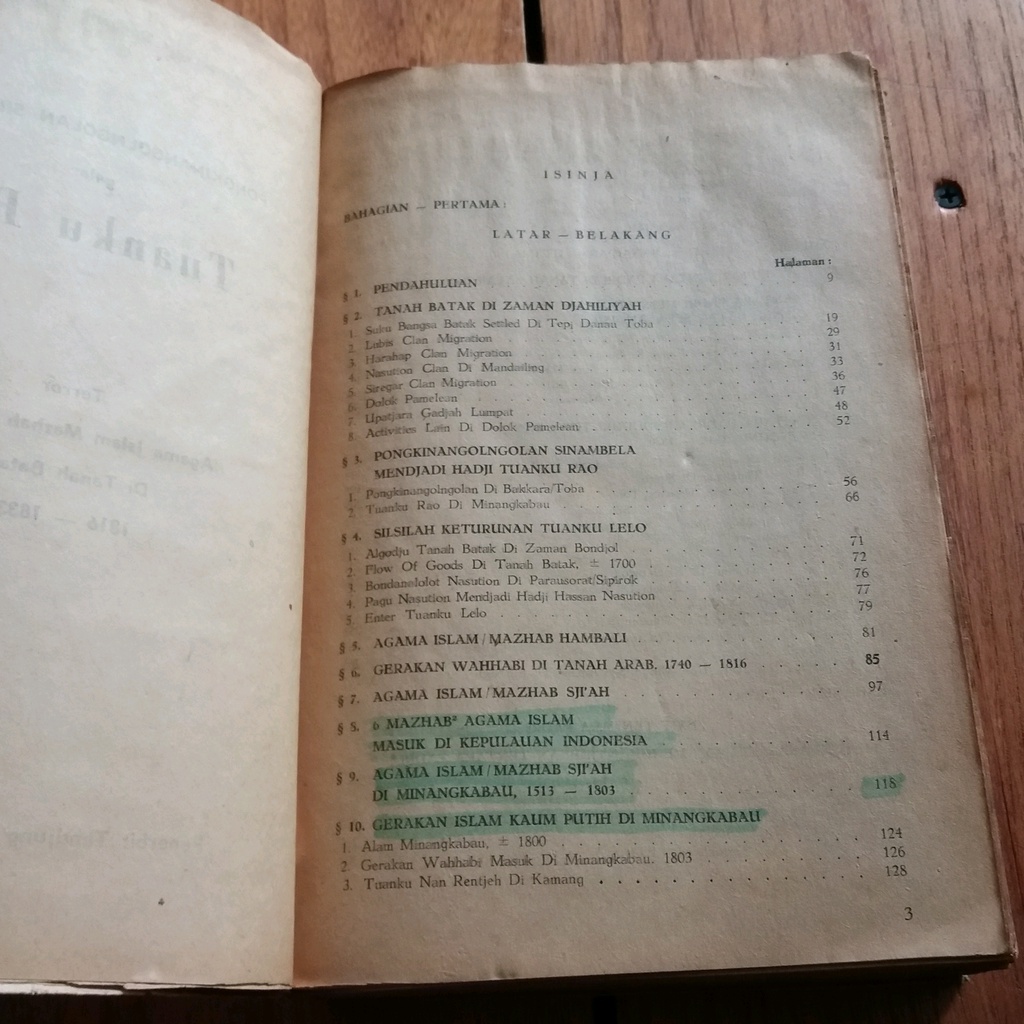 ISINJA
BAHAGIAN — PERTAMA:
LATAR — BELAKANG
Halaman:
§ 1. PENDAHULUAN 9
§ 2. TANAH BATAK DI ZAMAN DJAHILIYAH
1. Suku Bangsa Batak Settled Di Tepi Danau Toba 19
2. Lubis Clan Migration 29
3. Harahap Clan Migration 31
4. Nasution Clan Di Mandailing 33
5. Siregar Clan Migration 36
6. Dolok Pamelean 47
7. Upatjara Gadjah Lumpat 48
8. Activities Lain Di Dolok Pamelean 52
§ 3. PONGKINANGOLNGOLAN SINAMBELA
MENDJADI HADJI TUANKU RAO
1. Pongkinangolngolan Di Bakkara/Toba 56
2. Tuanku Rao Di Minangkabau 66
§ 4. SILSILAH KETURUNAN TUANKU LELO
1. Algodju Tanah Batak Di Zaman Bondjol 71
2. Flow Of Goods Di Tanah Batak, ± 1700 72
3. Nasution Di Parausorat/Sipirok 76
4. Pagu Nasution Mendjadi Hadji Hassan Nasution 77
5. Enter Tuanku Lelo 79
§ 5. AGAMA ISLAM/MAZHAB HAMBALI 81
§ 6. GERAKAN WAHHABI DI TANAH ARAB. 1740 — 1816 85
§ 7. AGAMA ISLAM/MAZHAB SJI'AH 97
§ 8. 6 MAZHAB² AGAMA ISLAM
MASUK DI KEPULAUAN INDONESIA 114
§ 9. AGAMA ISLAM/MAZHAB SJI'AH
DI MINANGKABAU, 1513 — 1803 118
§ 10. GERAKAN ISLAM KAUM PUTIH DI MINANGKABAU
1. Alam Minangkabau, ± 1800 124
2. Gerakan Wahhabi Masuk Di Minangkabau. 1803 126
3. Tuanku Nan Rentjeh Di Kamang 128
3